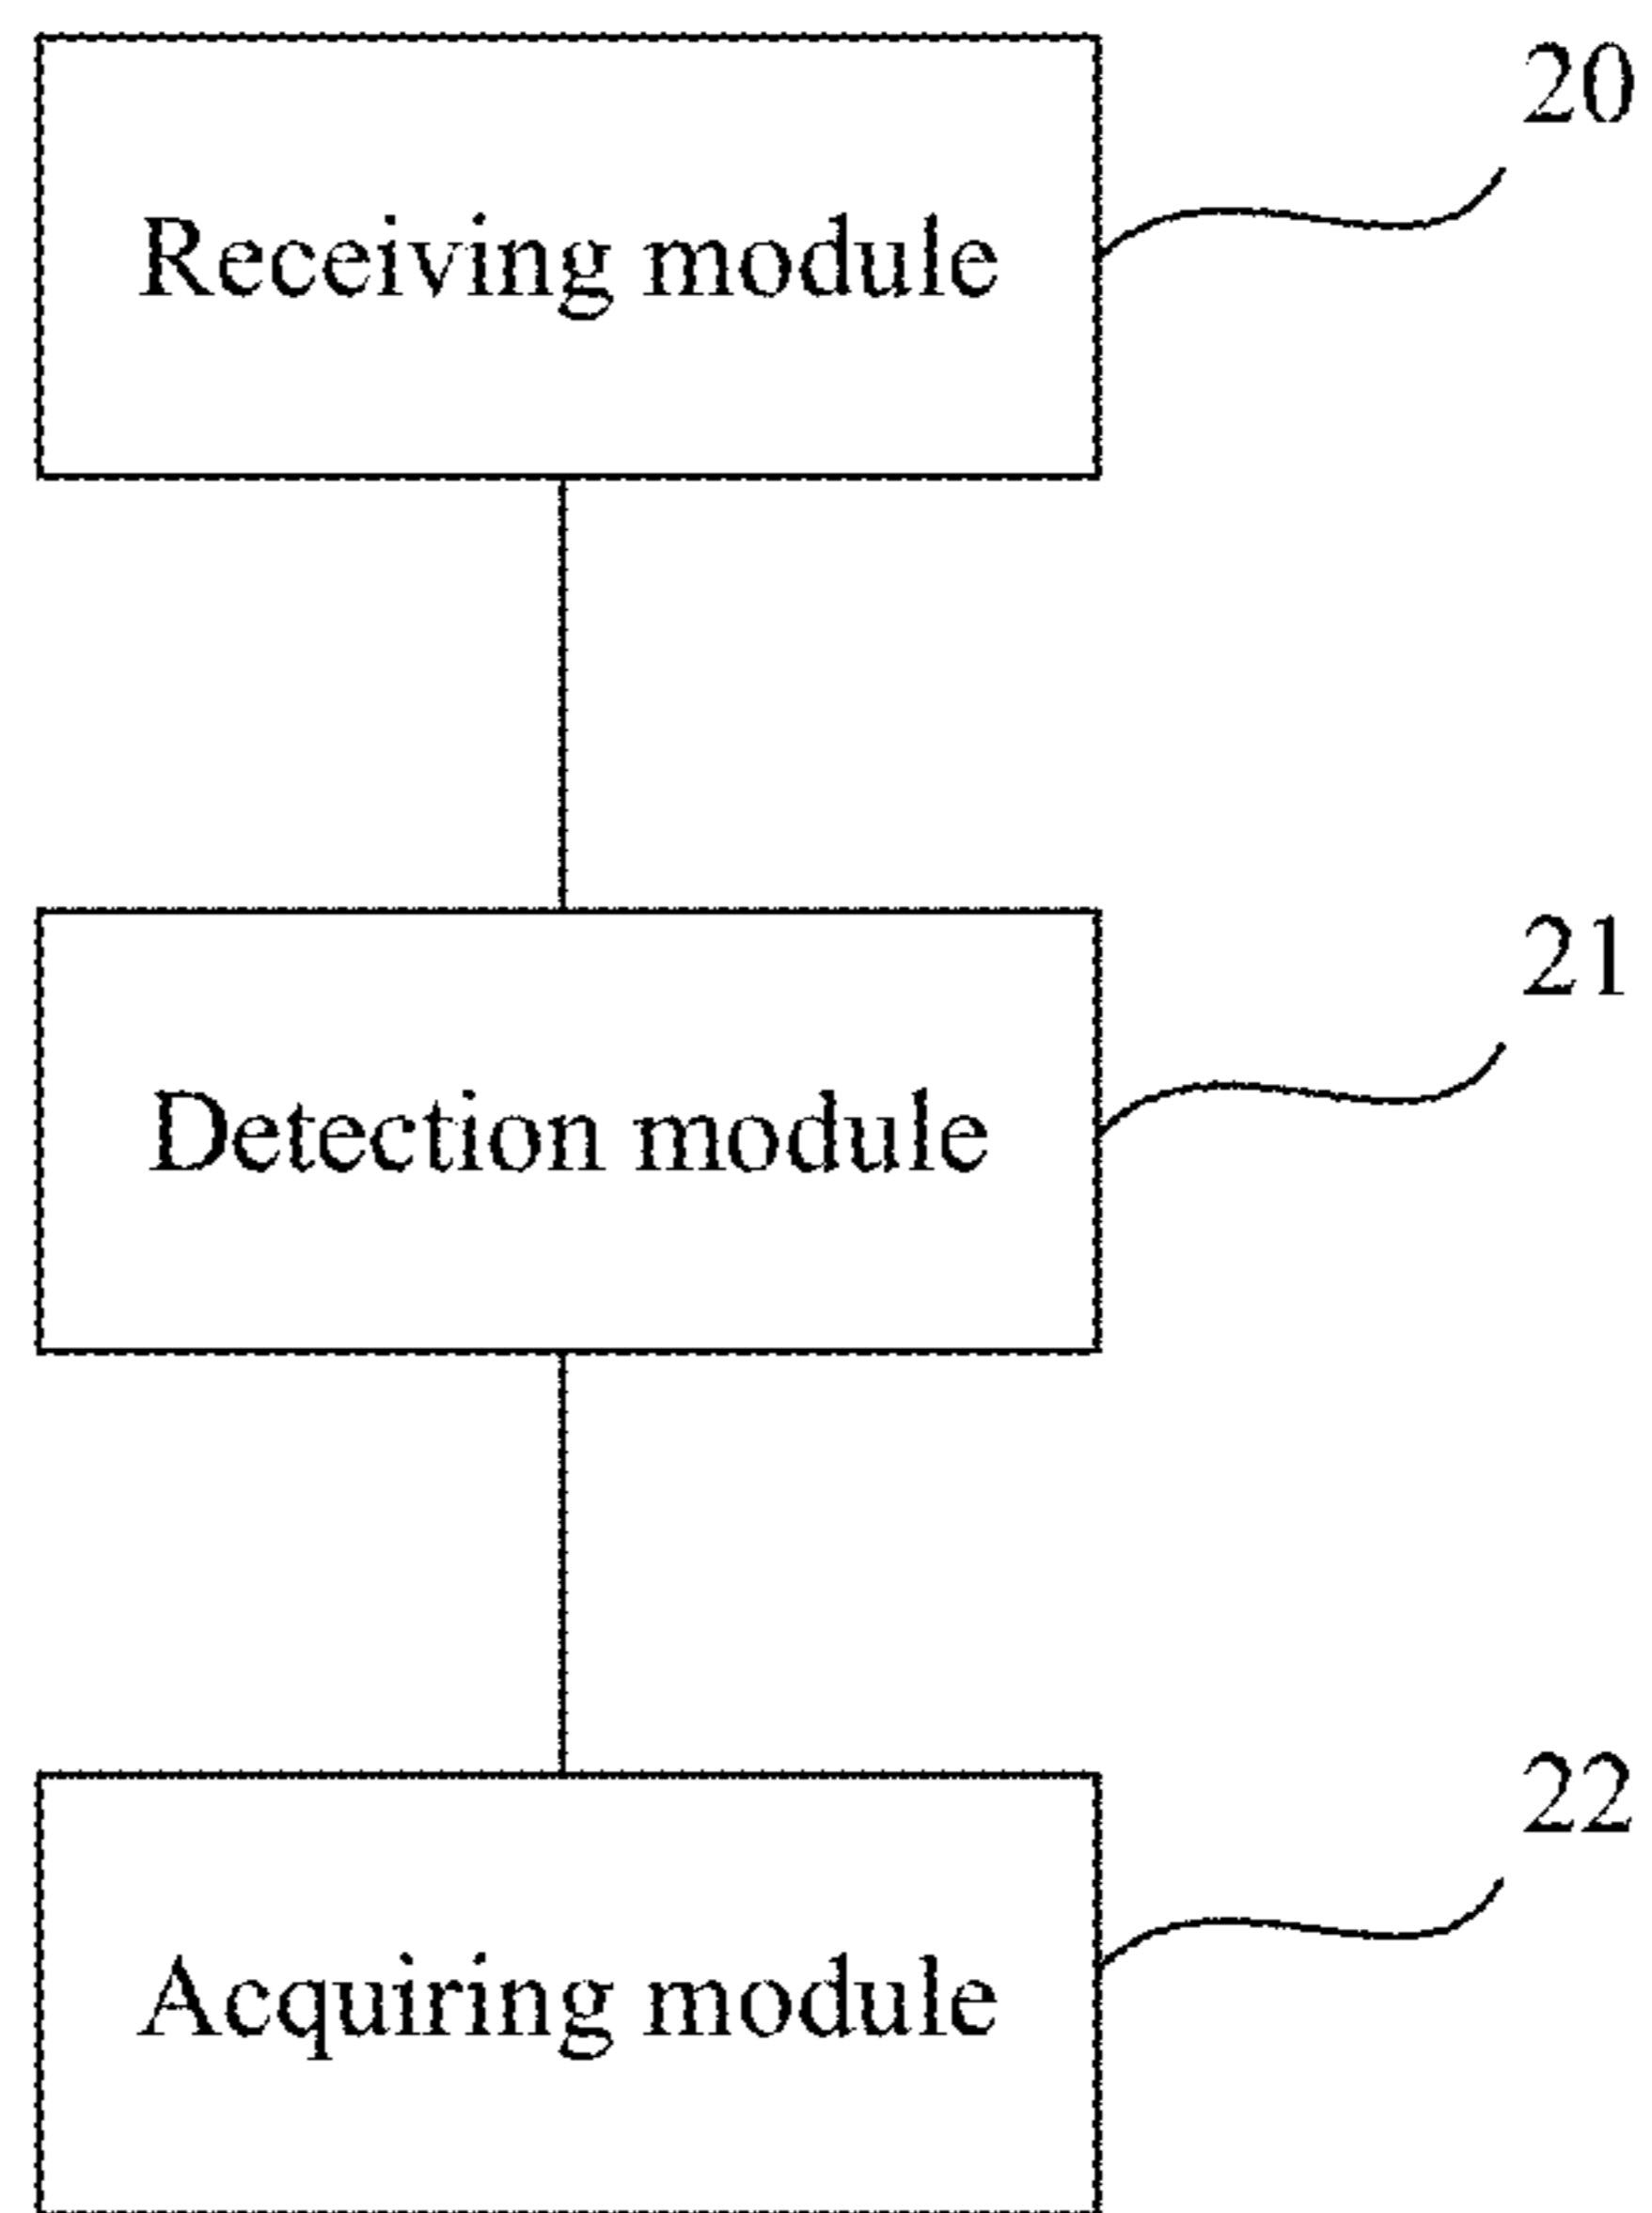 20
Receiving module
21
Detection module
22
Acquiring module